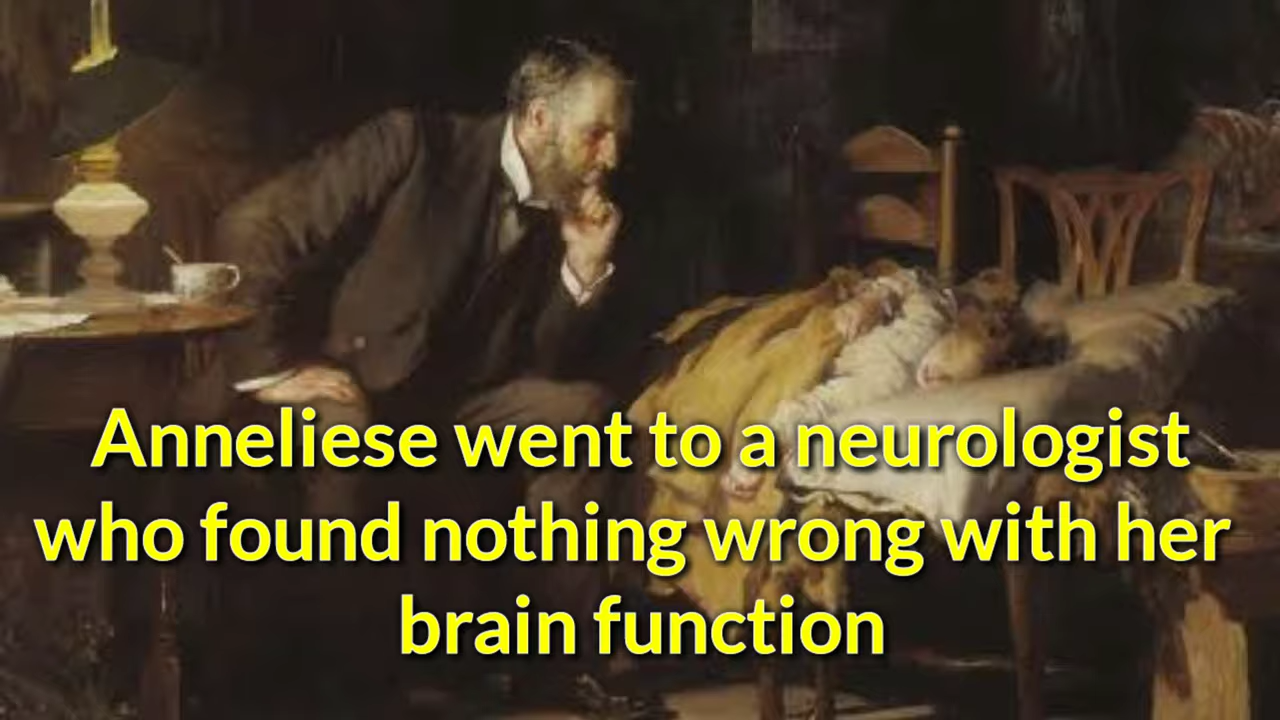 Anneliese went to a neurologist
who found nothing wrong with her
brain function